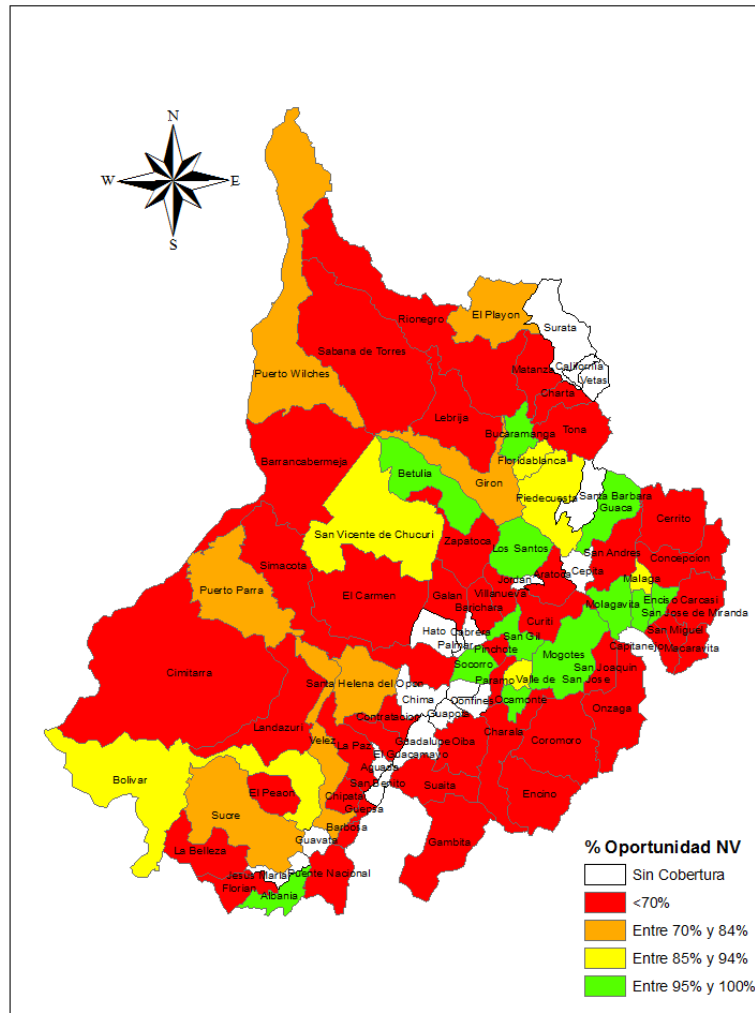 N
W E
S
El Playon
Surata
Rionegro
Sabana de Torres
California
Vetas
Matanza
Puerto Wilches
Charta
Lebrija
Tona
Bucaramanga
Barrancabermeja
Floridablanca
Betulia
Giron
Santa Barbara
Piedecuesta
Guaca
Cerrito
San Vicente de Chucuri
Zapatoca
Los Santos
San Andres
Concepcion
Simacota
Cepita
Jordan
Aratoca
Malaga
Puerto Parra
El Carmen
Galan
Villanueva
Enciso
Carcasi
Molagavita
San Jose de Miranda
Barichara
Hato
Cabrera
Curiti
San Gil
San Miguel
Palmar
Pinchote
Capitanejo
Macaravita
Mogotes
Socorro
San Joaquin
Cimitarra
Santa Helena del Opon
Paramo
Valle de San Jose
Chima
Confines
Ocamonte
Onzaga
Guapota
Contratacion
Landazuri
Velez
Charala
Guadalupe
Oiba
Coromoro
La Paz
El Guacamayo
Aguada
Bolivar
San Benito
El Peñon
Chipata
Suaita
Encino
Guepsa
Sucre
Barbosa
Guavata
Gambita
La Belleza
Jesus Maria
Puente Nacional
Florian
Albania
% Oportunidad NV
Sin Cobertura
<70%
Entre 70% y 84%
Entre 85% y 94%
Entre 95% y 100%